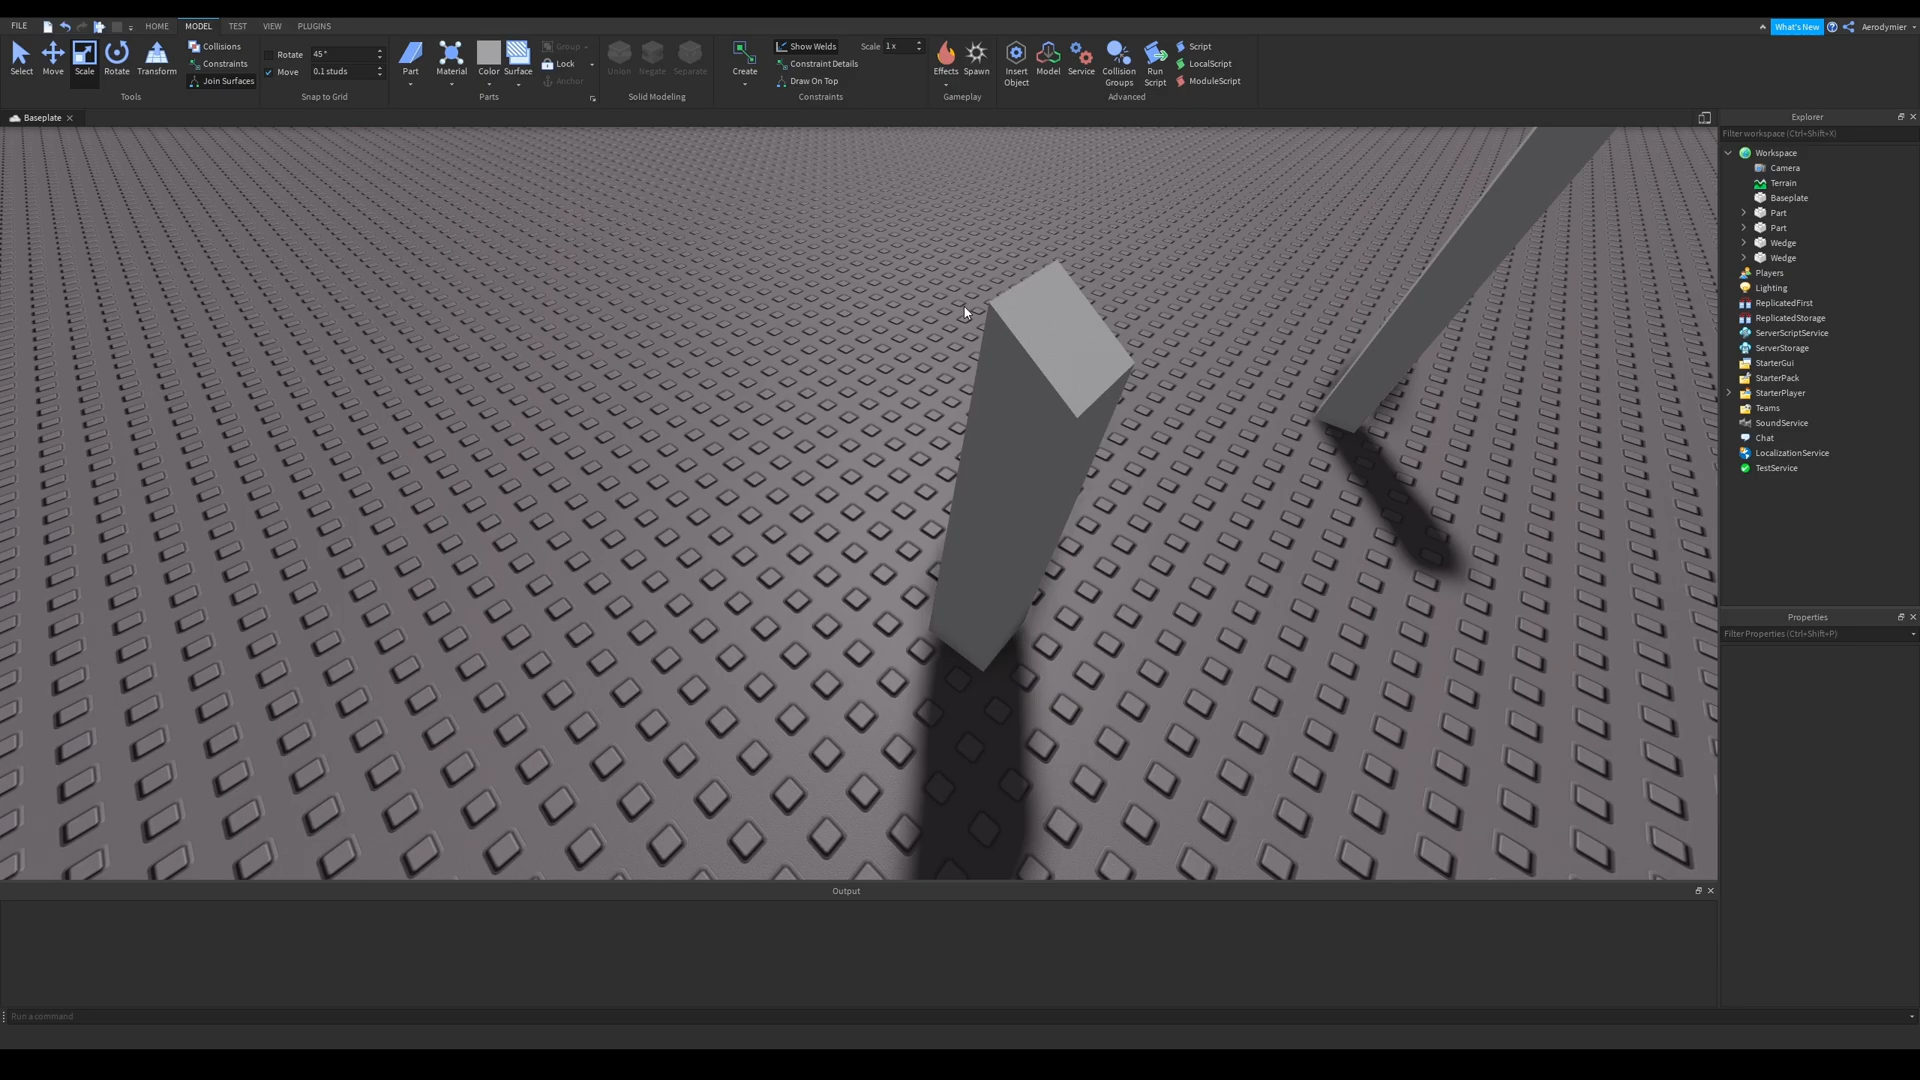 FILE HOME MODEL TEST VIEW PLUGINS What's New Aerodymier
Select Move Scale Rotate Transform
Collisions
Constraints
Join Surfaces
Tools
Rotate 45°
Move 0.1 studs
Snap to Grid
Part Material Color Surface
Group
Lock
Anchor
Parts
Union Negate Separate
Solid Modeling
Create
Show Welds Scale 1 x
Constraint Details
Draw On Top
Constraints
Effects Spawn
Gameplay
Insert Object
Model
Service
Collision Groups
Run Script
Script
LocalScript
ModuleScript
Advanced
Baseplate
Explorer
Filter workspace (Ctrl+Shift+X)
Workspace
Camera
Terrain
Baseplate
Part
Part
Wedge
Wedge
Players
Lighting
ReplicatedFirst
ReplicatedStorage
ServerScriptService
ServerStorage
StarterGui
StarterPack
StarterPlayer
Teams
SoundService
Chat
LocalizationService
TestService
Properties
Filter Properties (Ctrl+Shift+P)
Output
Run a command